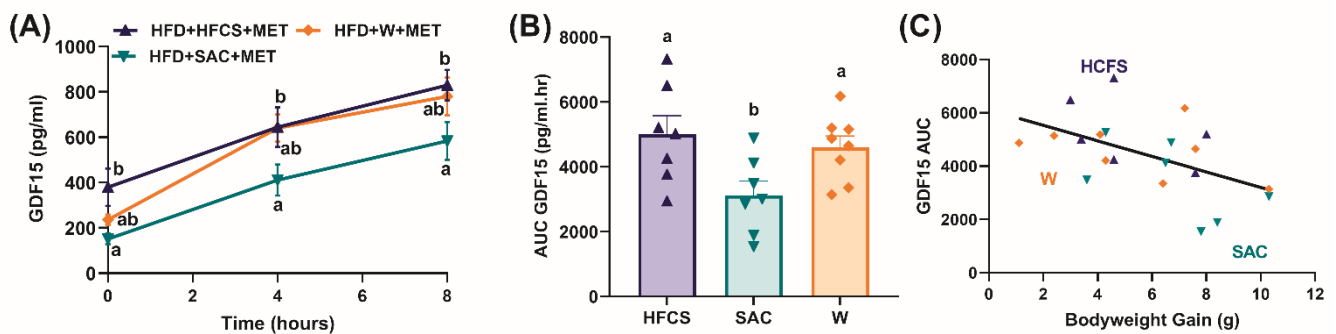 (A)
HFD+HFCS+MET
HFD+W+MET
HFD+SAC+MET
GDF15 (pg/ml)
1000
800
600
400
200
0
b
ab
a
b
ab
a
b
ab
a
0
4
8
Time (hours)
(B)
AUC GDF15 (pg/ml.hr)
8000
6000
4000
2000
0
a
b
a
HFCS
SAC
W
(C)
GDF15 AUC
8000
6000
4000
2000
0
HCFS
W
SAC
0
2
4
6
8
10
12
Bodyweight Gain (g)